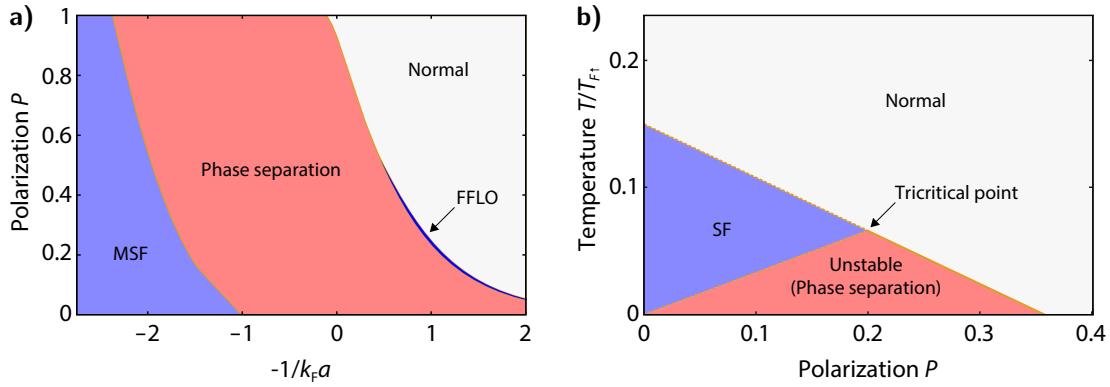 a)
1
0.8
0.6
0.4
0.2
0
Polarization P
Normal
Phase separation
FFLO
MSF
−2
−1
0
1
2
-1/kFa
b)
0.2
0.1
0
Temperature T/TF↑
Normal
Tricritical point
SF
Unstable
(Phase separation)
0
0.1
0.2
0.3
0.4
Polarization P